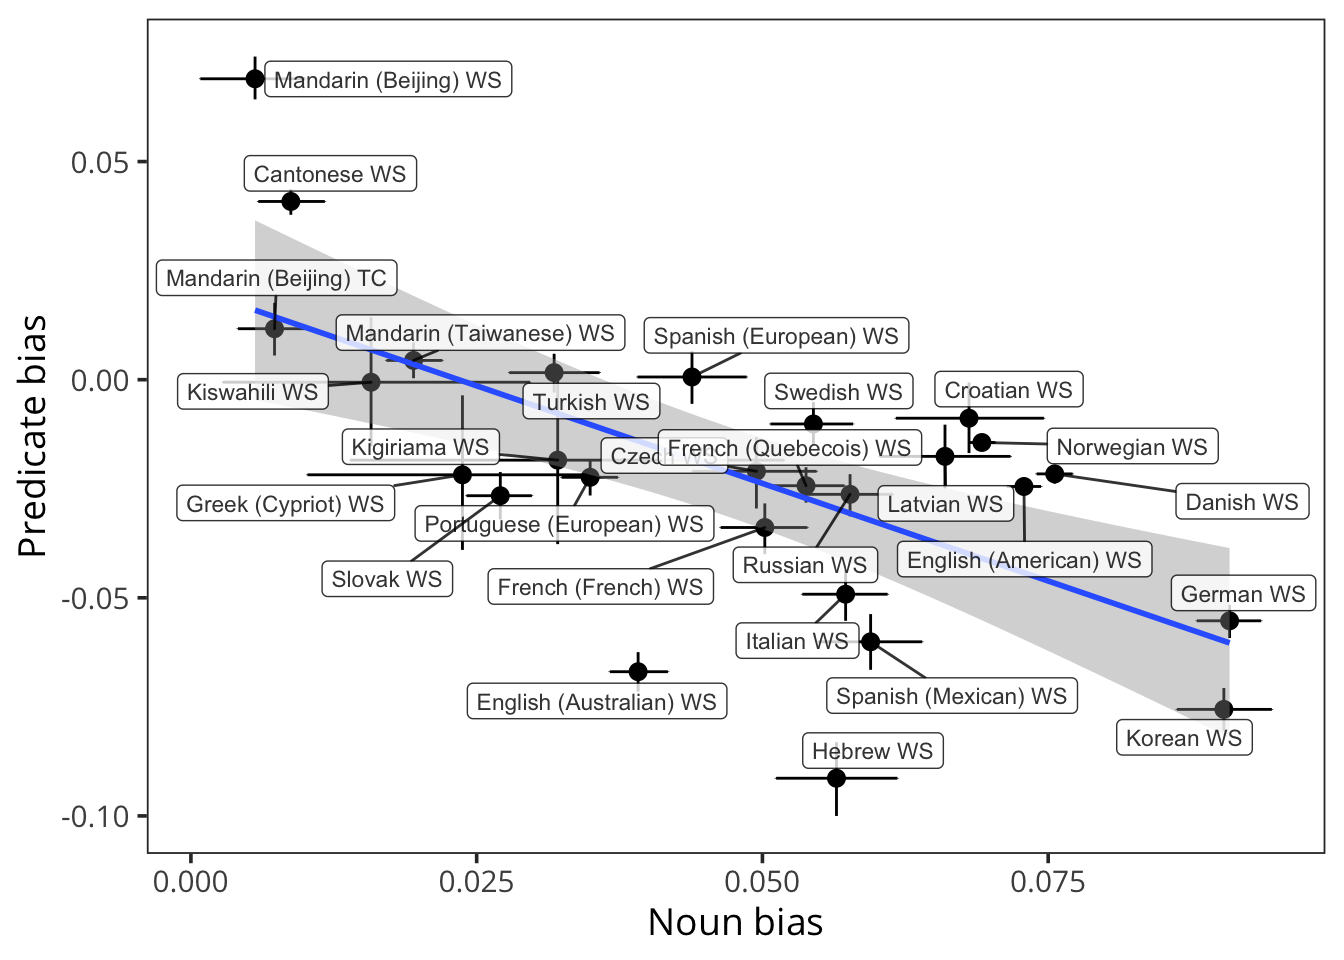 Mandarin (Beijing) WS
Cantonese WS
0.05
Mandarin (Beijing) TC
Mandarin (Taiwanese) WS
Spanish (European) WS
0.00
Kiswahili WS
Turkish WS
Swedish WS
Croatian WS
Kigiriama WS
Czech WS
French (Quebecois) WS
Norwegian WS
Greek (Cypriot) WS
Portuguese (European) WS
Latvian WS
Danish WS
Slovak WS
French (French) WS
Russian WS
English (American) WS
-0.05
German WS
Italian WS
English (Australian) WS
Spanish (Mexican) WS
Korean WS
Hebrew WS
-0.10
0.000
0.025
0.050
0.075
Noun bias
Predicate bias